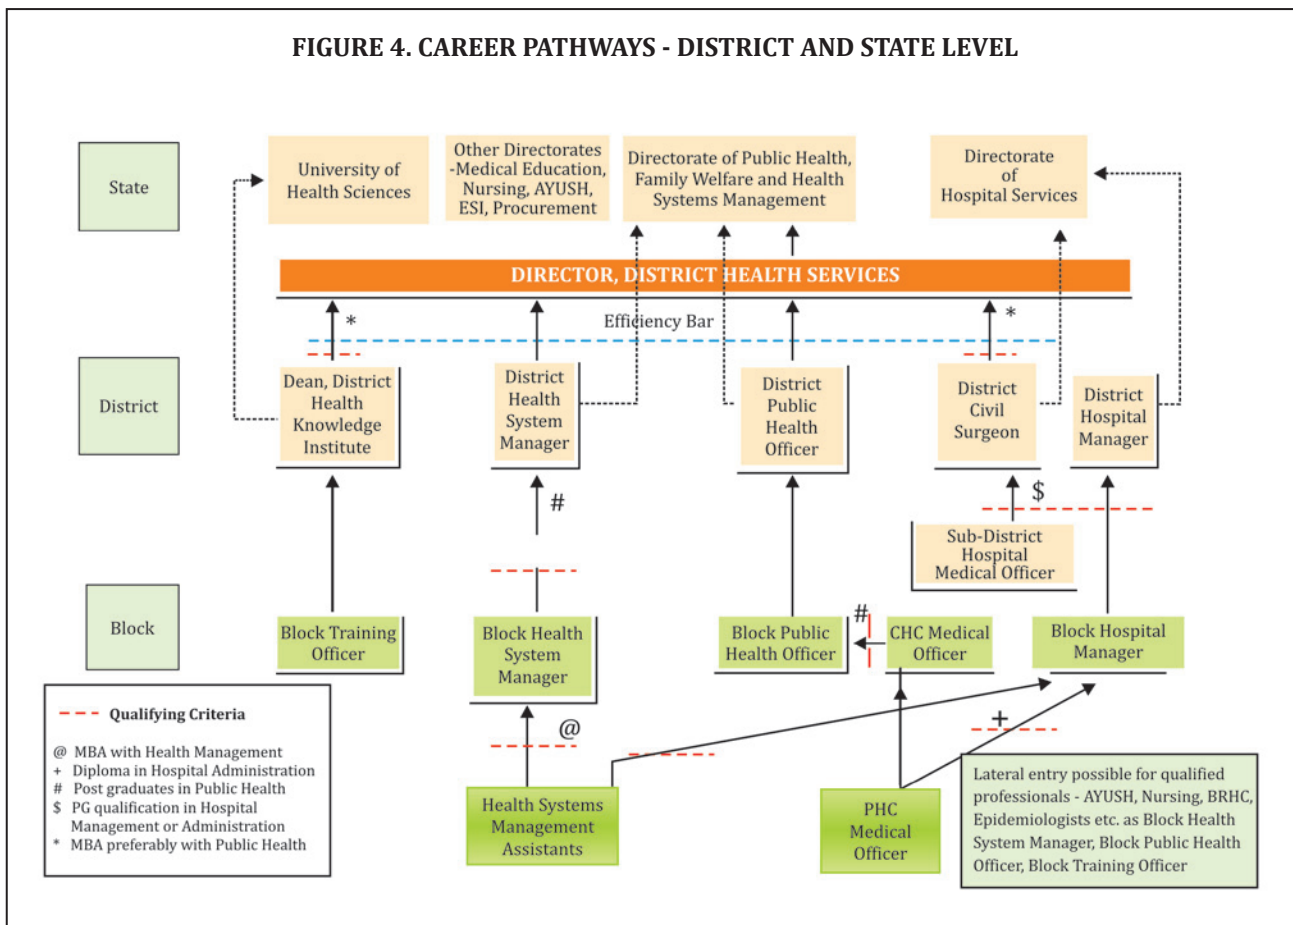 FIGURE 4. CAREER PATHWAYS - DISTRICT AND STATE LEVEL
State
University of
Health Sciences
Other Directorates
-Medical Education,
Nursing, AYUSH,
ESI, Procurement
Directorate of Public Health,
Family Welfare and Health
Systems Management
Directorate
of
Hospital Services
DIRECTOR, DISTRICT HEALTH SERVICES
*
Efficiency Bar
*
District
Dean, District
Health
Knowledge
Institute
District
Health
System
Manager
District
Public
Health
Officer
District
Civil
Surgeon
District
Hospital
Manager
#
$
Sub-District
Hospital
Medical Officer
Block
Block Training
Officer
Block Health
System
Manager
Block Public
Health Officer
#
CHC Medical
Officer
Block Hospital
Manager
@
+
Health Systems
Management
Assistants
PHC
Medical
Officer
Qualifying Criteria
@ MBA with Health Management
+ Diploma in Hospital Administration
# Post graduates in Public Health
$ PG qualification in Hospital
Management or Administration
* MBA preferably with Public Health
Lateral entry possible for qualified
professionals - AYUSH, Nursing, BRHC,
Epidemiologists etc. as Block Health
System Manager, Block Public Health
Officer, Block Training Officer